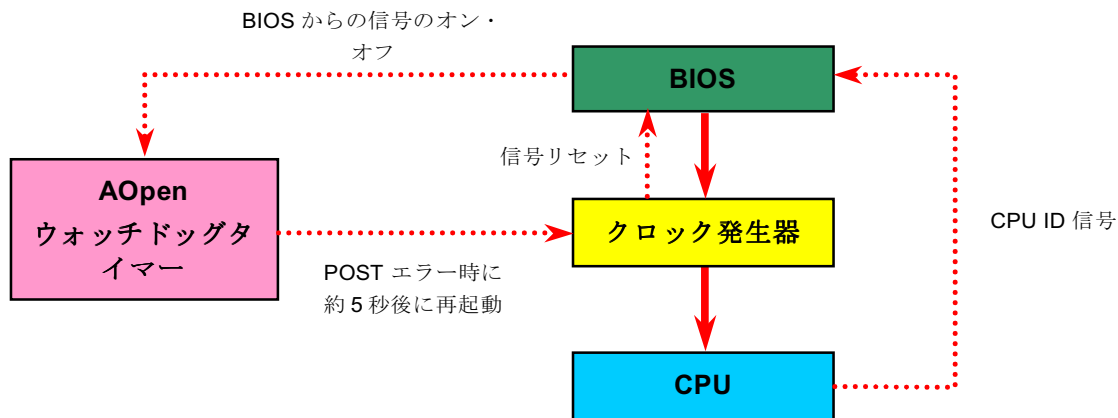 BIOS からの信号のオン・
オフ
BIOS
信号リセット
AOpen
ウォッチドッグタ
イマー
クロック発生器
CPU ID 信号
POST エラー時に
約 5 秒後に再起動
CPU